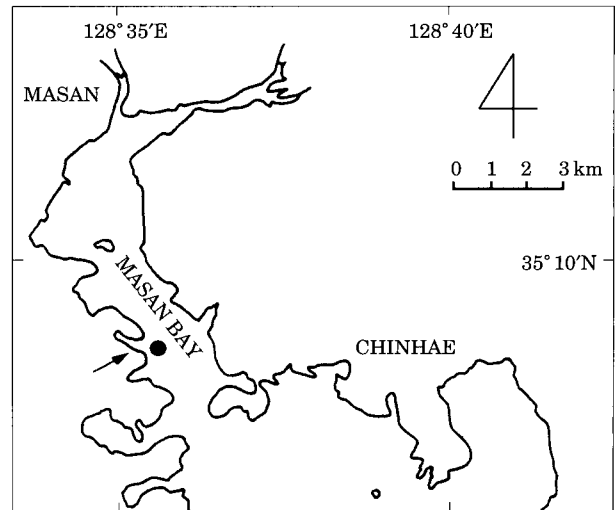 128°35′E
128°40′E
MASAN
0 1 2 3 km
35°10′N
MASAN BAY
CHINHAE